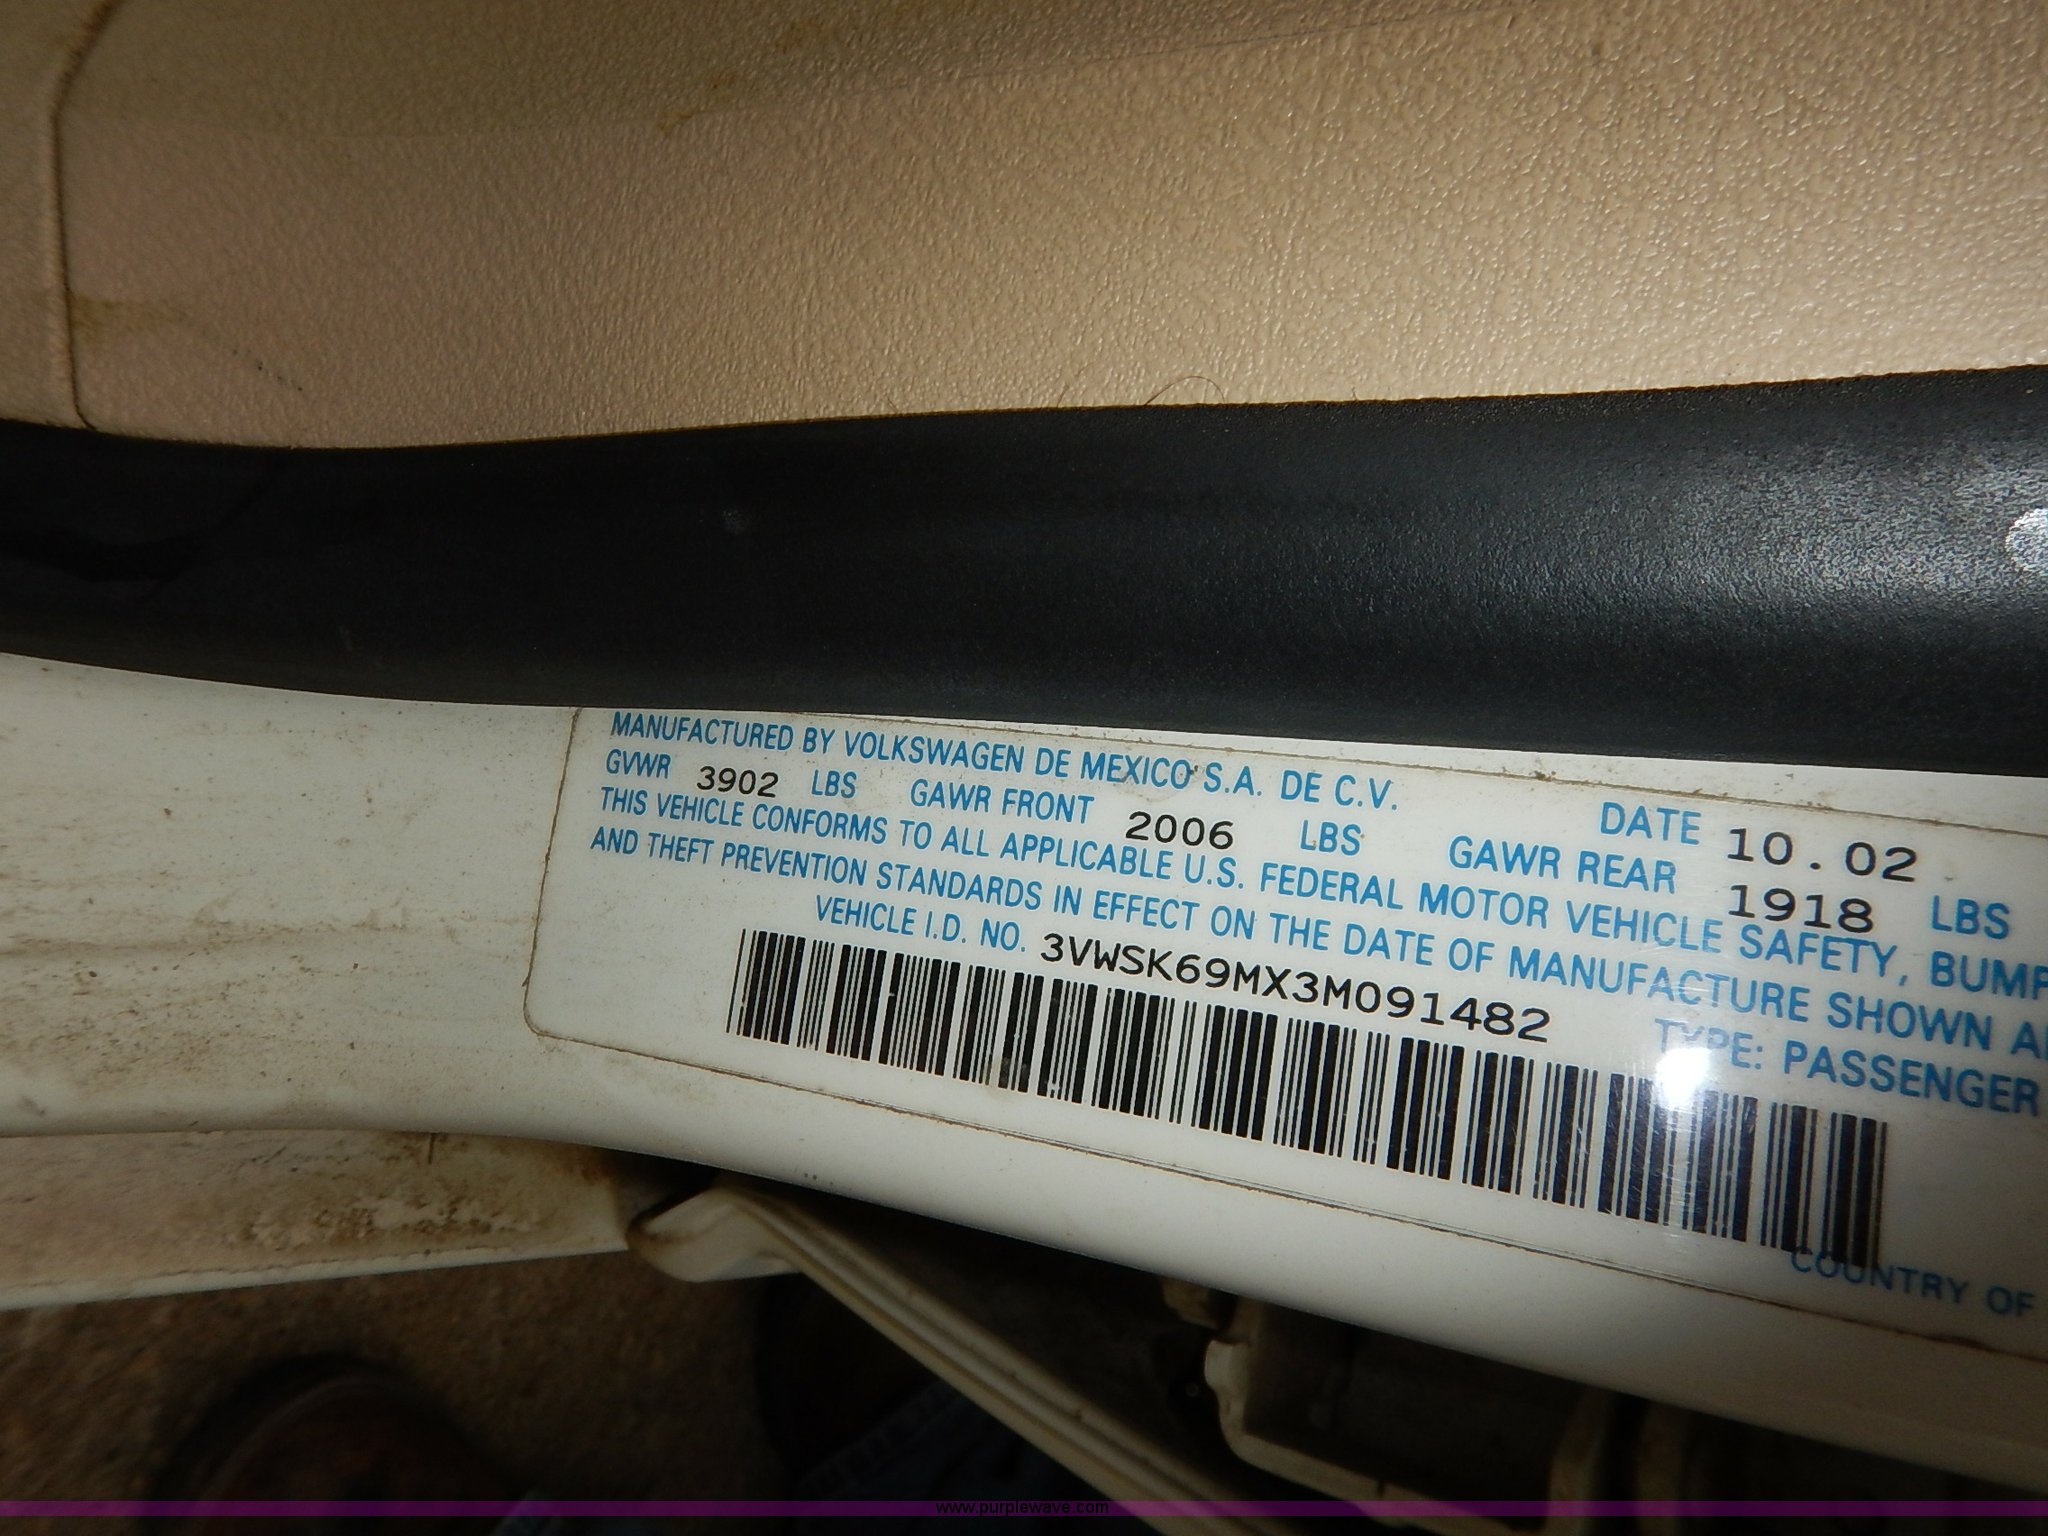 MANUFACTURED BY VOLKSWAGEN DE MEXICO S.A. DE C.V. DATE 10.02
GVWR 3902 LBS GAWR FRONT 2006 LBS GAWR REAR 1918 LBS
THIS VEHICLE CONFORMS TO ALL APPLICABLE U.S. FEDERAL MOTOR VEHICLE SAFETY, BUMP
AND THEFT PREVENTION STANDARDS IN EFFECT ON THE DATE OF MANUFACTURE SHOWN A
VEHICLE I.D. NO. 3VWSK69MX3M091482 TYPE: PASSENGER
COUNTRY OF
www.purplewave.com